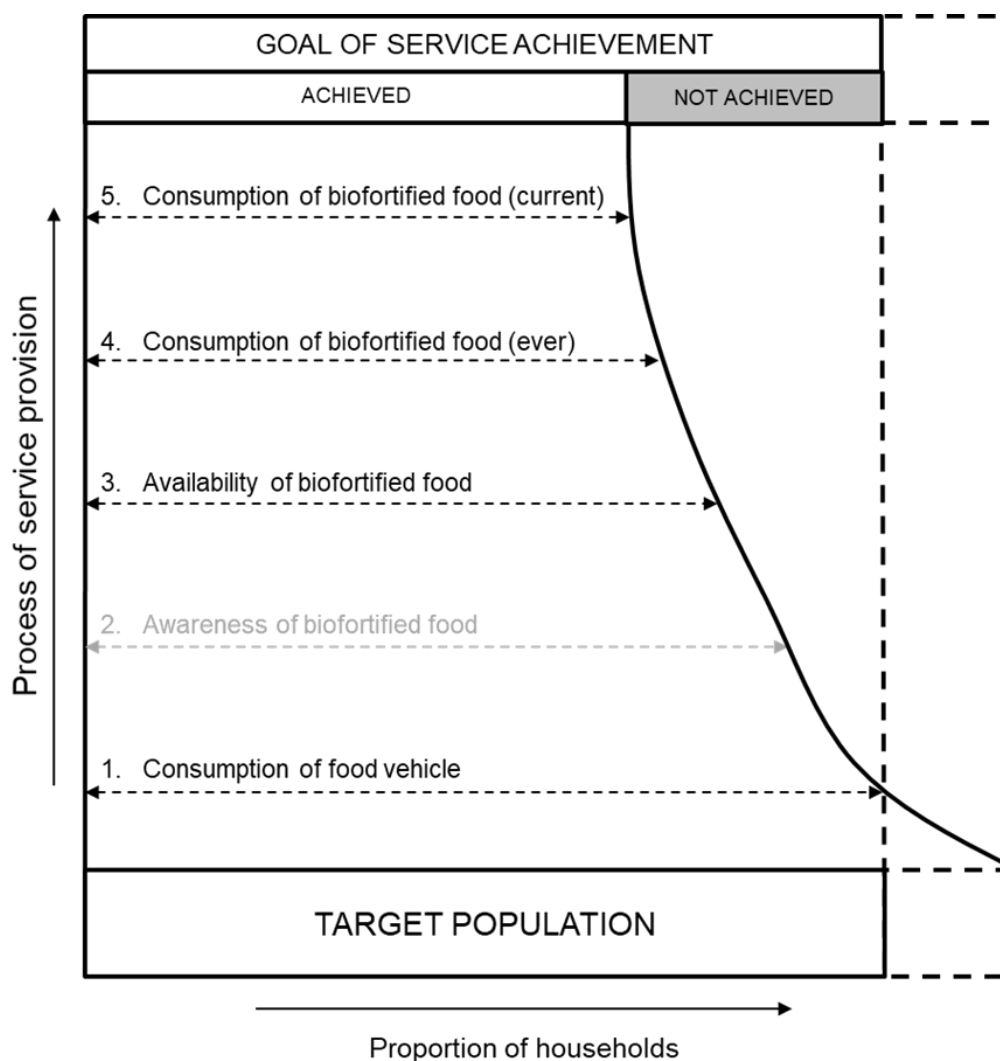 GOAL OF SERVICE ACHIEVEMENT
ACHIEVED
NOT ACHIEVED
5. Consumption of biofortified food (current)
4. Consumption of biofortified food (ever)
3. Availability of biofortified food
2. Awareness of biofortified food
1. Consumption of food vehicle
Process of service provision
TARGET POPULATION
Proportion of households